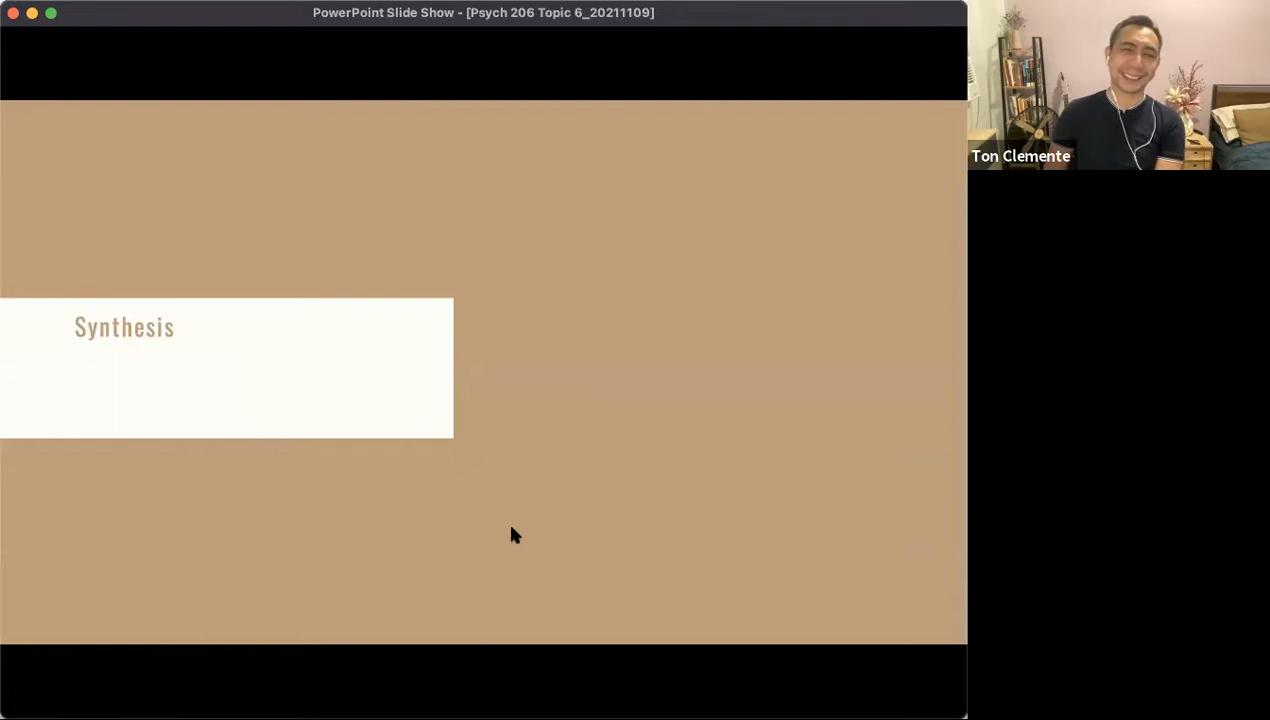 PowerPoint Slide Show - [Psych 206 Topic 6_20211109]
Ton Clemente
Synthesis